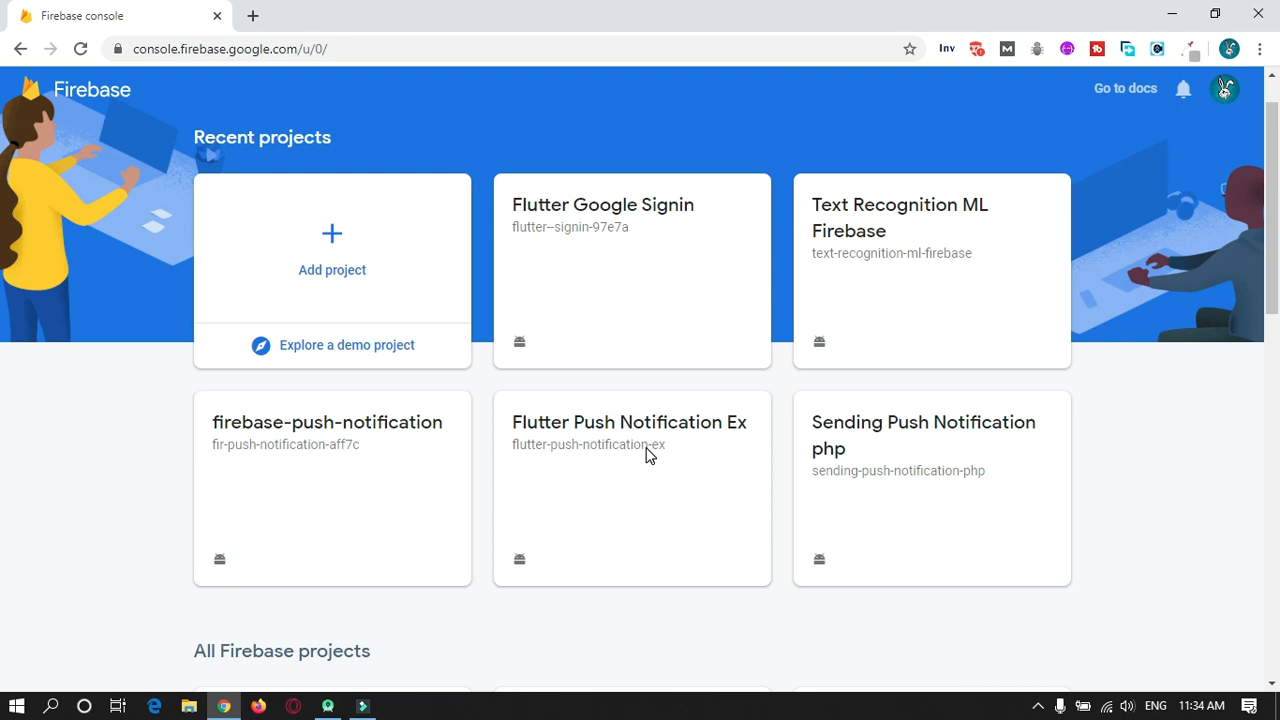 Firebase console
console.firebase.google.com/u/0/
Inv
Firebase
Go to docs
Recent projects
Add project
Explore a demo project
Flutter Google Signin
flutter--signin-97e7a
Text Recognition ML
Firebase
text-recognition-ml-firebase
firebase-push-notification
fir-push-notification-aff7c
Flutter Push Notification Ex
flutter-push-notification-ex
Sending Push Notification
php
sending-push-notification-php
All Firebase projects
ENG
11:34 AM